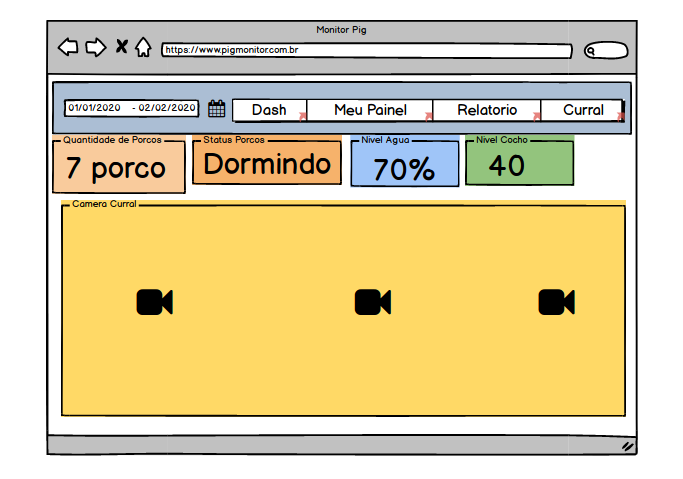 Monitor Pig
https://www.pigmonitor.com.br
01/01/2020 - 02/02/2020
Dash Meu Painel Relatorio Curral
Quantidade de Porcos Status Porcos Nivel Agua Nivel Cocho
7 porco Dormindo 70% 40
Camera Curral